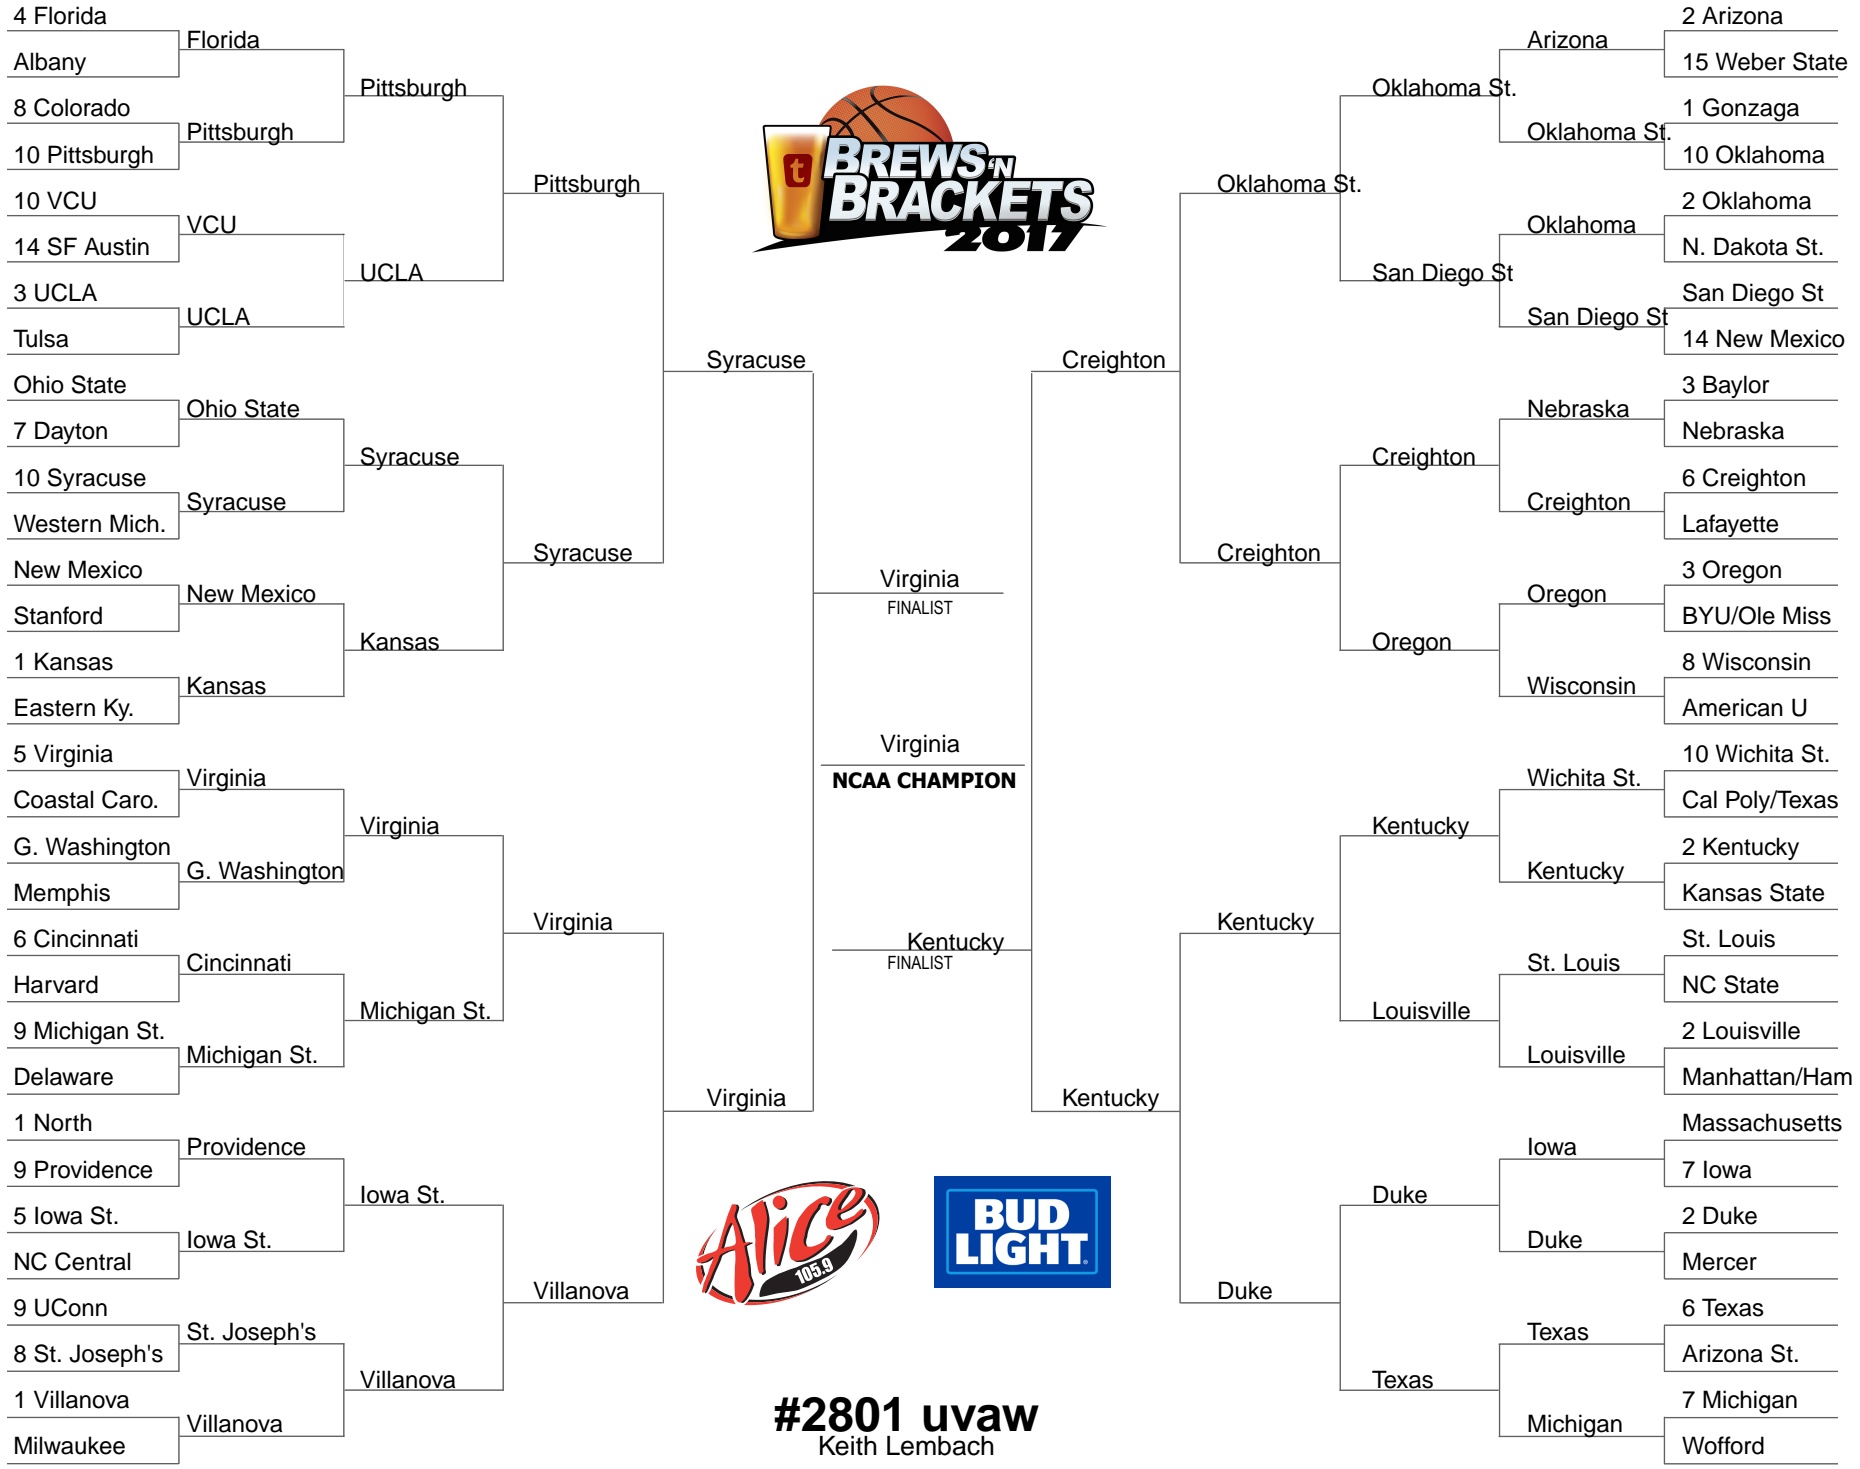 4 Florida
Albany
8 Colorado
10 Pittsburgh
10 VCU
14 SF Austin
3 UCLA
Tulsa
Ohio State
7 Dayton
10 Syracuse
Western Mich.
New Mexico
Stanford
1 Kansas
Eastern Ky.
5 Virginia
Coastal Caro.
G. Washington
Memphis
6 Cincinnati
Harvard
9 Michigan St.
Delaware
1 North
9 Providence
5 Iowa St.
NC Central
9 UConn
8 St. Joseph's
1 Villanova
Milwaukee
Florida
Pittsburgh
VCU
UCLA
Ohio State
Syracuse
New Mexico
Kansas
Virginia
G. Washington
Cincinnati
Michigan St.
Providence
Iowa St.
St. Joseph's
Villanova
Pittsburgh
UCLA
Syracuse
Kansas
Virginia
Michigan St.
Iowa St.
Villanova
Pittsburgh
Syracuse
Virginia
Villanova
Syracuse
Virginia
t
BREWS 'N
BRACKETS
2017
Virginia
FINALIST
Virginia
NCAA CHAMPION
Kentucky
FINALIST
Alice
105.9
BUD
LIGHT
#2801 uvaw
Keith Lembach
Creighton
Kentucky
Oklahoma St.
Creighton
Kentucky
Duke
Oklahoma St.
San Diego St
Creighton
Oregon
Kentucky
Louisville
Duke
Texas
Arizona
Oklahoma St.
Oklahoma
San Diego St
Nebraska
Creighton
Oregon
Wisconsin
Wichita St.
Kentucky
St. Louis
Louisville
Iowa
Duke
Texas
Michigan
2 Arizona
15 Weber State
1 Gonzaga
10 Oklahoma
2 Oklahoma
N. Dakota St.
San Diego St
14 New Mexico
3 Baylor
Nebraska
6 Creighton
Lafayette
3 Oregon
BYU/Ole Miss
8 Wisconsin
American U
10 Wichita St.
Cal Poly/Texas
2 Kentucky
Kansas State
St. Louis
NC State
2 Louisville
Manhattan/Ham
Massachusetts
7 Iowa
2 Duke
Mercer
6 Texas
Arizona St.
7 Michigan
Wofford